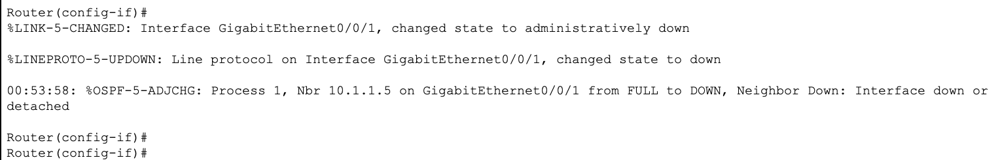 Router(config-if)#
%LINK-5-CHANGED: Interface GigabitEthernet0/0/1, changed state to administratively down
%LINEPROTO-5-UPDOWN: Line protocol on Interface GigabitEthernet0/0/1, changed state to down
00:53:58: %OSPF-5-ADJCHG: Process 1, Nbr 10.1.1.5 on GigabitEthernet0/0/1 from FULL to DOWN, Neighbor Down: Interface down or
detached
Router(config-if)#
Router(config-if)#